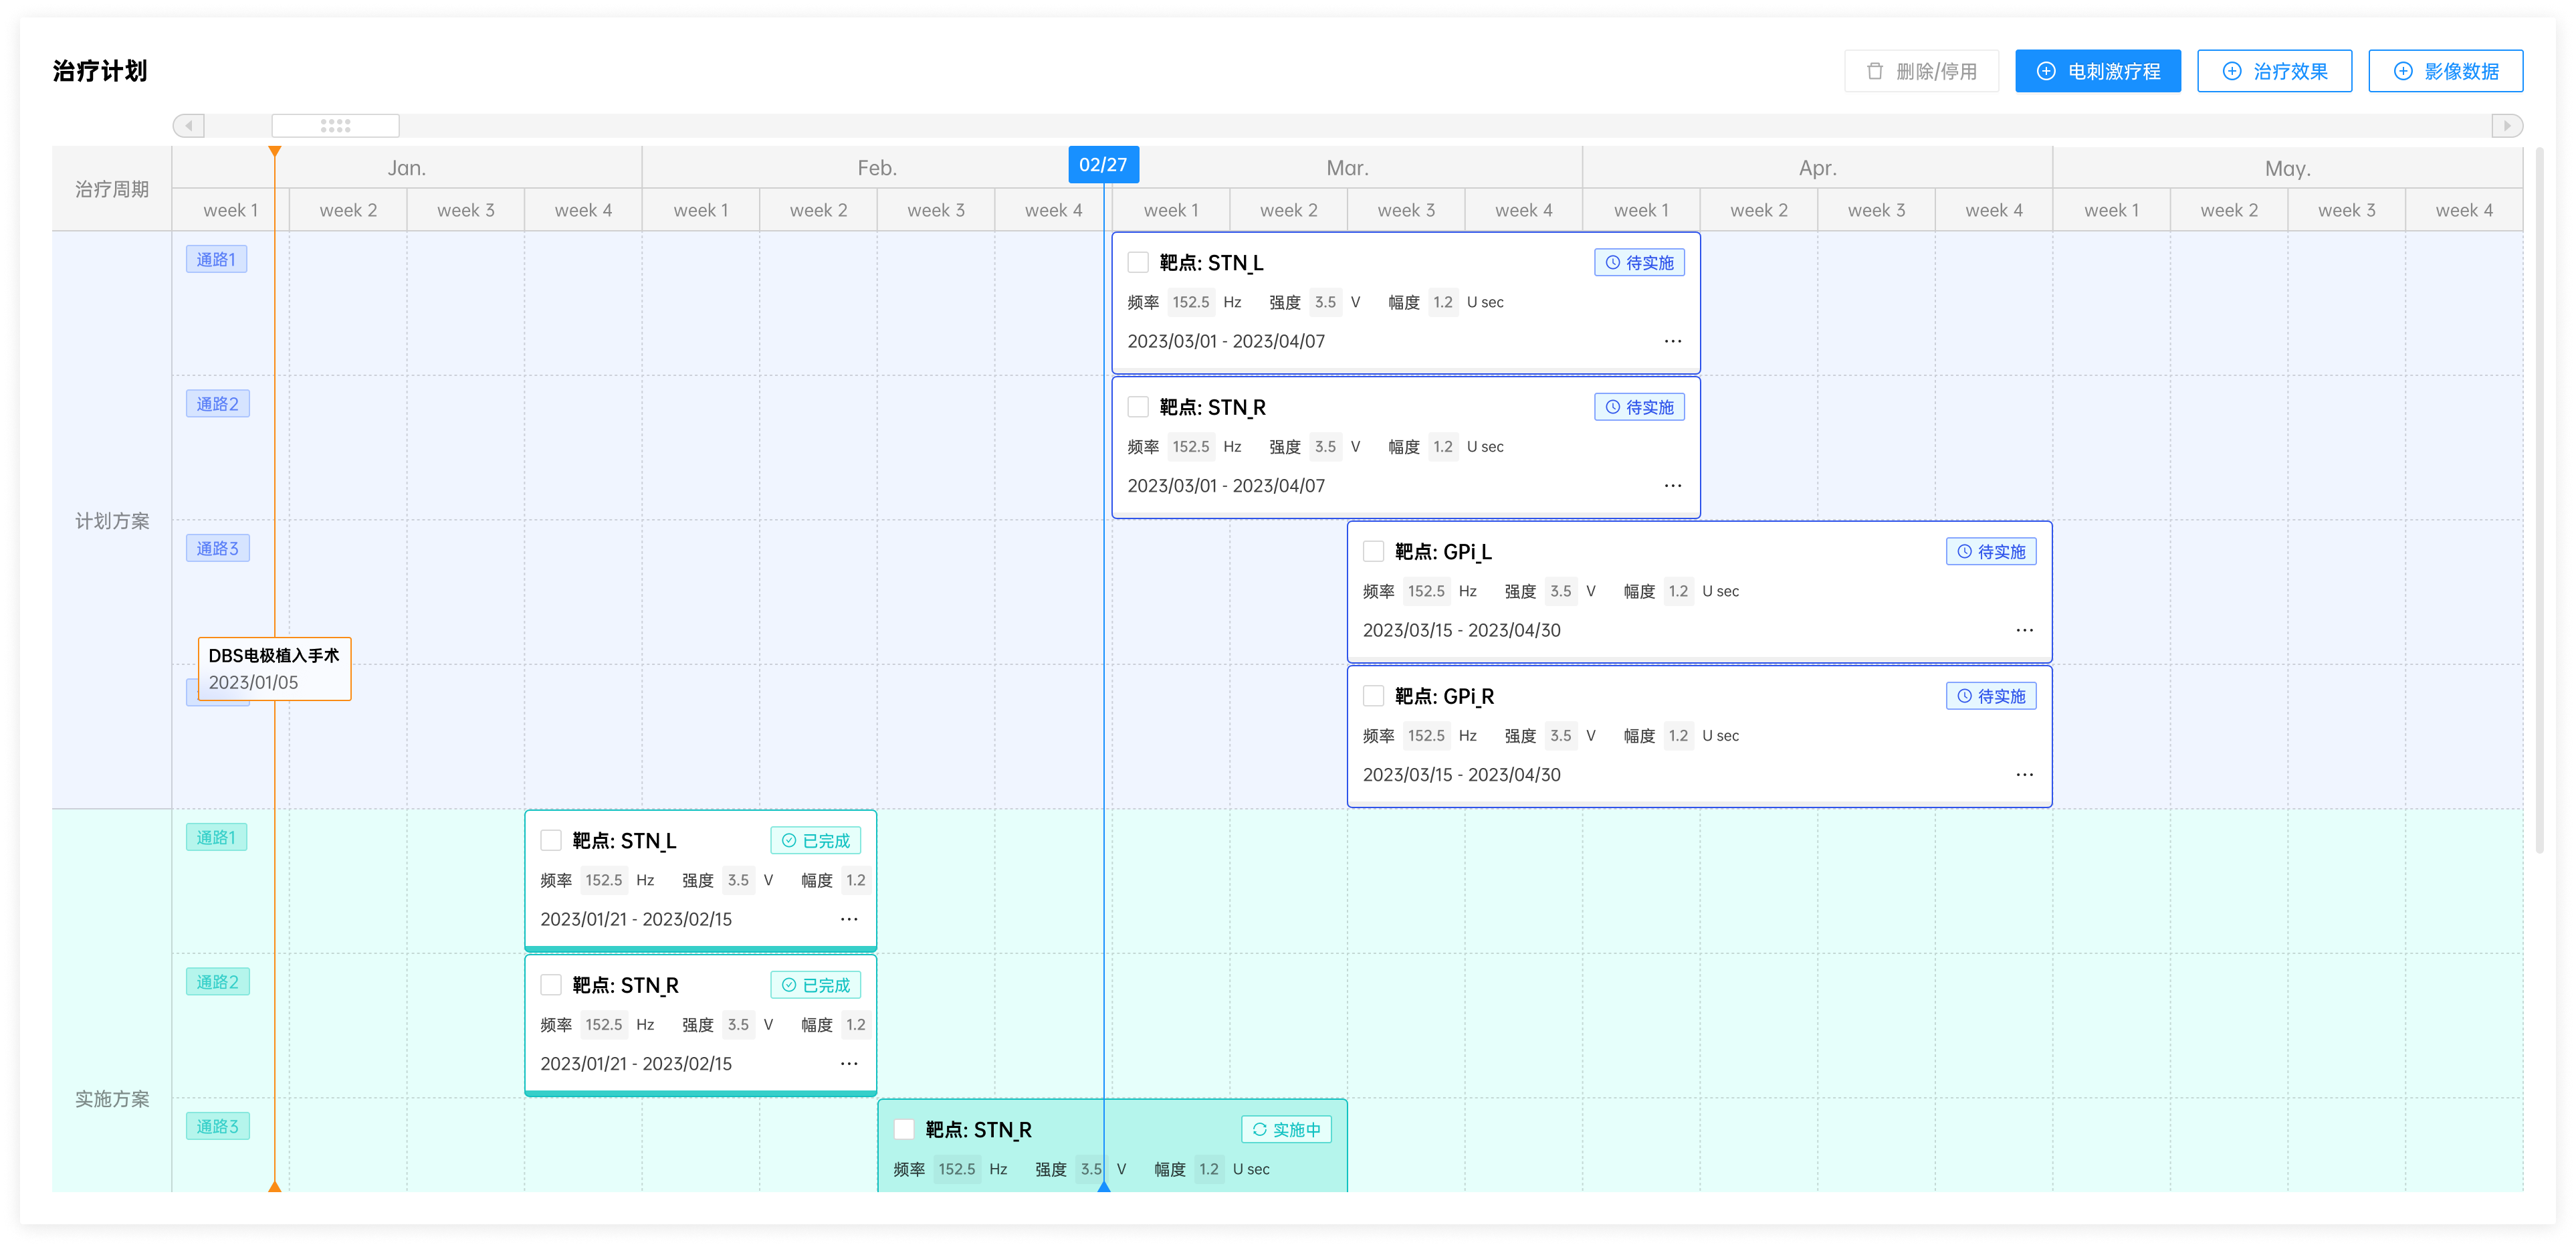 治疗计划
删除/停用 电刺激疗程 治疗效果 影像数据
治疗周期
Jan. Feb. 02/27 Mar. Apr. May.
week 1 week 2 week 3 week 4 week 1 week 2 week 3 week 4 week 1 week 2 week 3 week 4 week 1 week 2 week 3 week 4 week 1 week 2 week 3 week 4
计划方案
通路1
靶点: STN_L 待实施
频率 152.5 Hz 强度 3.5 V 幅度 1.2 U sec
2023/03/01 - 2023/04/07 ...
通路2
靶点: STN_R 待实施
频率 152.5 Hz 强度 3.5 V 幅度 1.2 U sec
2023/03/01 - 2023/04/07 ...
通路3
靶点: GPi_L 待实施
频率 152.5 Hz 强度 3.5 V 幅度 1.2 U sec
2023/03/15 - 2023/04/30 ...
DBS电极植入手术
2023/01/05
靶点: GPi_R 待实施
频率 152.5 Hz 强度 3.5 V 幅度 1.2 U sec
2023/03/15 - 2023/04/30 ...
实施方案
通路1
靶点: STN_L 已完成
频率 152.5 Hz 强度 3.5 V 幅度 1.2
2023/01/21 - 2023/02/15 ...
通路2
靶点: STN_R 已完成
频率 152.5 Hz 强度 3.5 V 幅度 1.2
2023/01/21 - 2023/02/15 ...
通路3
靶点: STN_R 实施中
频率 152.5 Hz 强度 3.5 V 幅度 1.2 U sec